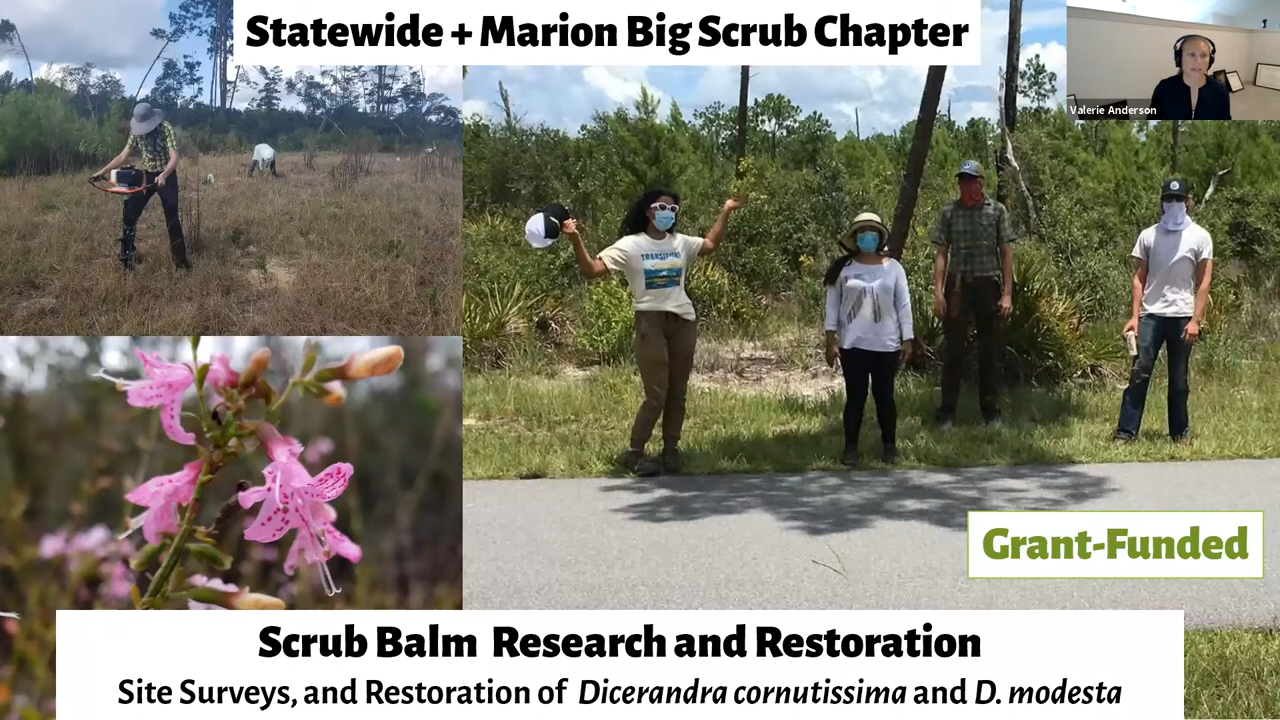 Statewide + Marion Big Scrub Chapter
Valerie Anderson
TRANSITIONS
Grant-Funded
Scrub Balm Research and Restoration
Site Surveys, and Restoration of Dicerandra cornutissima and D. modesta